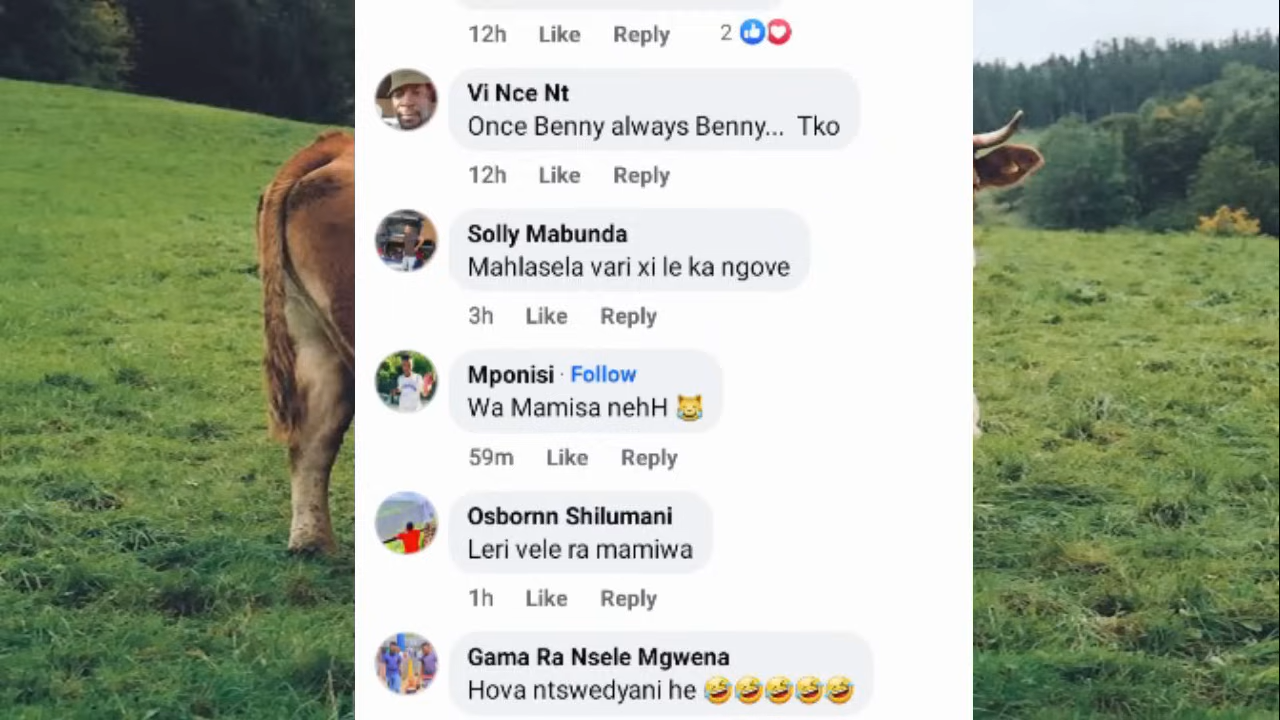 12h Like Reply 2
Vi Nce Nt
Once Benny always Benny... Tko
12h Like Reply
Solly Mabunda
Mahlasela vari xi le ka ngove
3h Like Reply
Mponisi · Follow
Wa Mamisa nehH 😹
59m Like Reply
Osbornn Shilumani
Leri vele ra mamiwa
1h Like Reply
Gama Ra Nsele Mgwena
Hova ntswedyani he 🤣🤣🤣🤣🤣